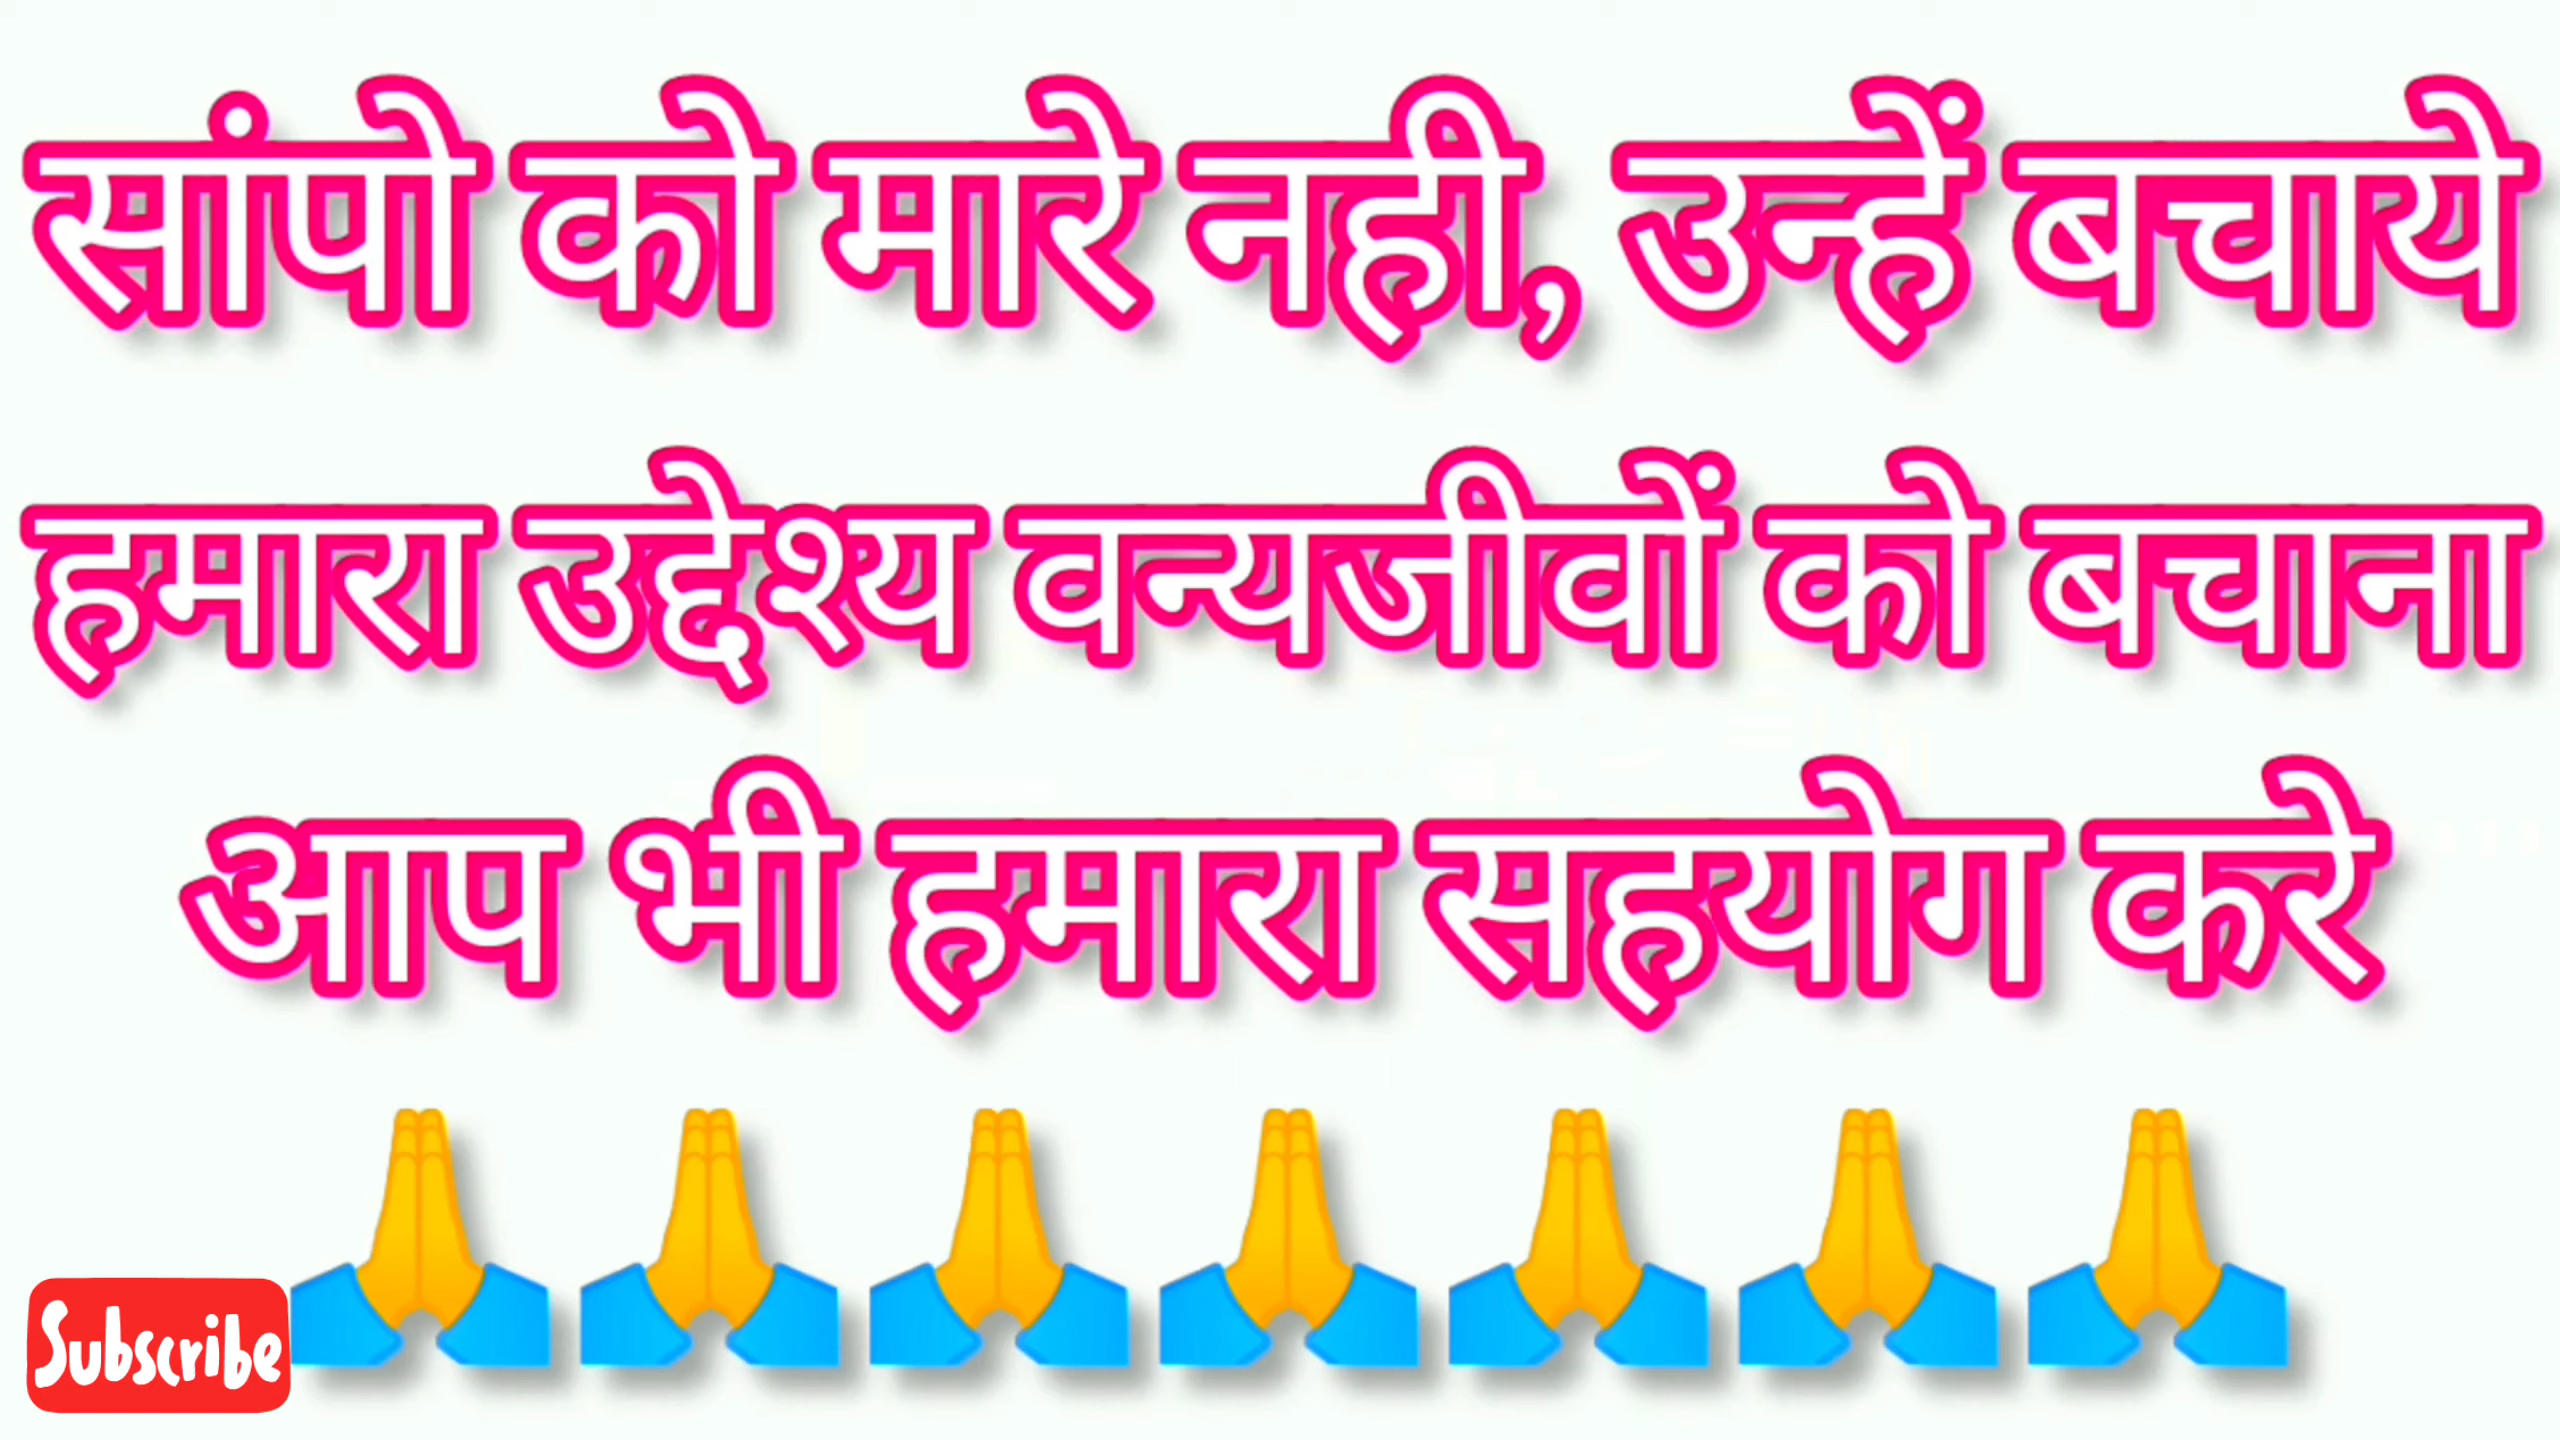 सांपो को मारे नही, उन्हें बचाये
हमारा उद्देश्य वन्यजीवों को बचाना
आप भी हमारा सहयोग करे
🙏🙏🙏🙏🙏🙏🙏
Subscribe